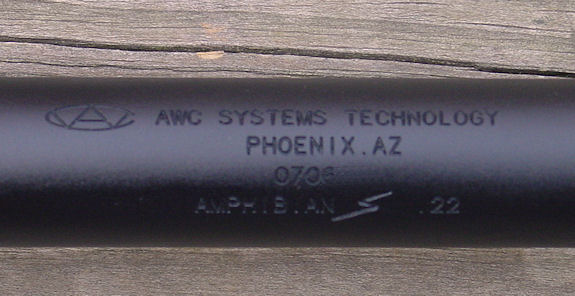 AWC SYSTEMS TECHNOLOGY
PHOENIX.AZ
0706
AMPHIBIAN S .22